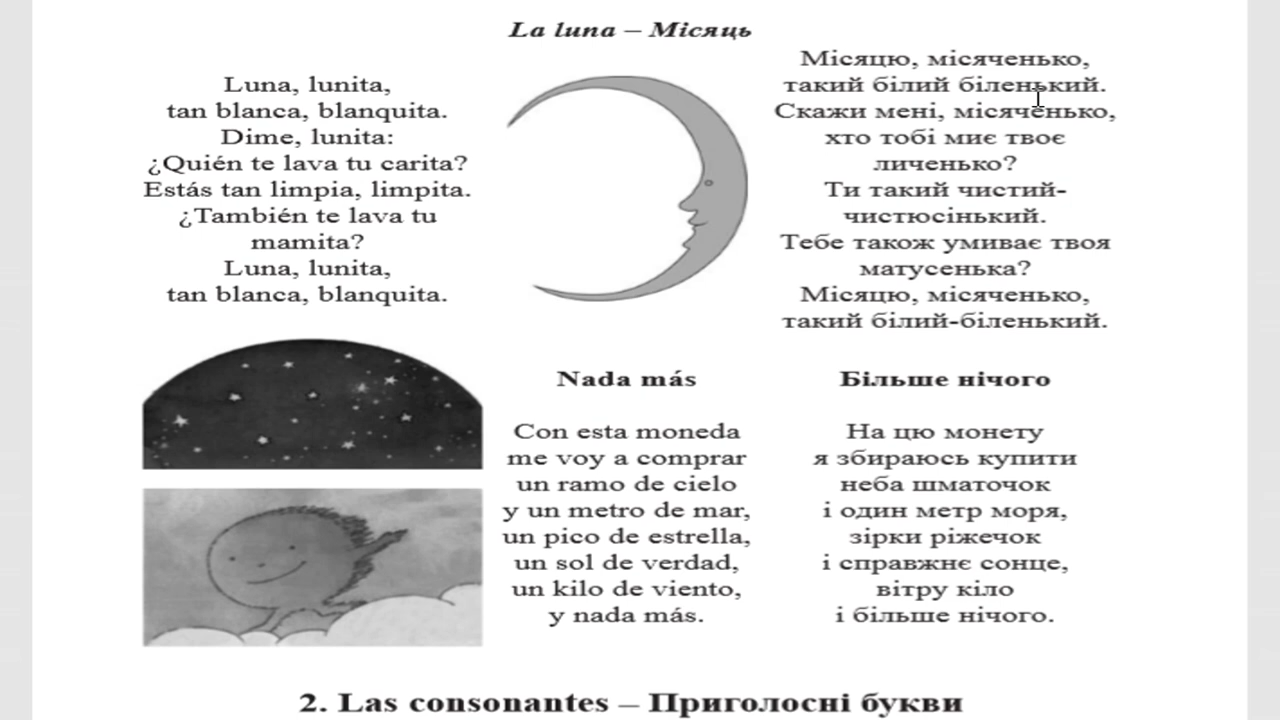 La luna – Місяць
Luna, lunita,
tan blanca, blanquita.
Dime, lunita:
¿Quién te lava tu carita?
Estás tan limpia, limpita.
¿También te lava tu
mamita?
Luna, lunita,
tan blanca, blanquita.
Місяцю, місяченько,
такий білий біленький.
Скажи мені, місяченько,
хто тобі миє твоє
личенько?
Ти такий чистий-
чистюсінький.
Тебе також умиває твоя
матусенька?
Місяцю, місяченько,
такий білий-біленький.
Nada más
Con esta moneda
me voy a comprar
un ramo de cielo
y un metro de mar,
un pico de estrella,
un sol de verdad,
un kilo de viento,
y nada más.
Більше нічого
На цю монету
я збираюсь купити
неба шматочок
і один метр моря,
зірки ріжечок
і справжнє сонце,
вітру кіло
і більше нічого.
2. Las consonantes – Приголосні букви